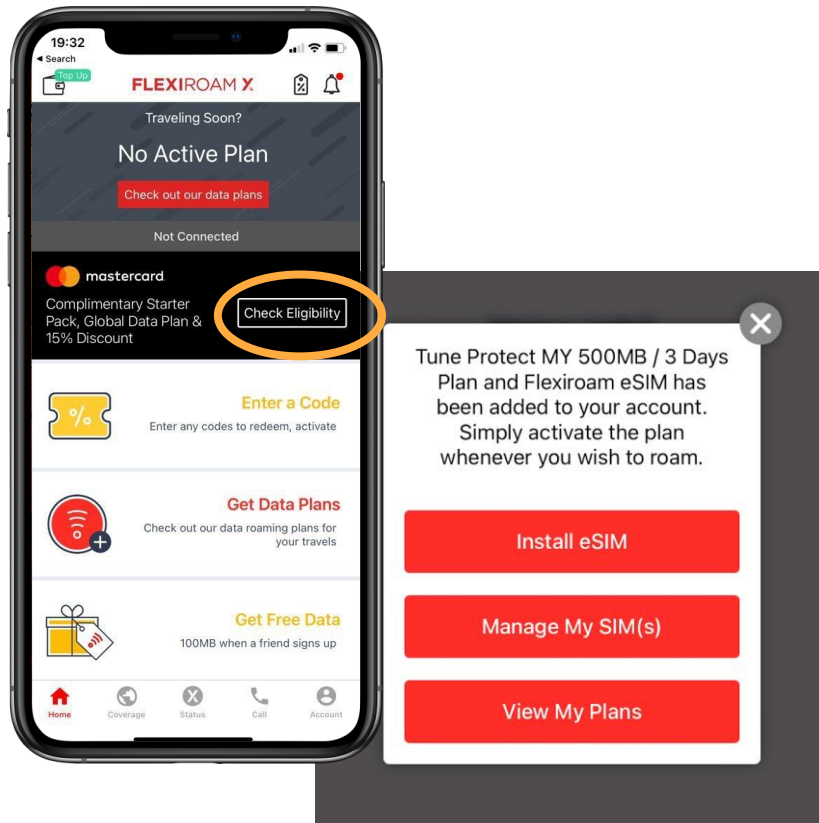 19:32
Search
Top Up
FLEXIROAM X
Traveling Soon?
No Active Plan
Check out our data plans
Not Connected
mastercard.
Complimentary Starter
Pack, Global Data Plan &
15% Discount
Check Eligibility
%
Enter a Code
Enter any codes to redeem, activate
Get Data Plans
Check out our data roaming plans for
your travels
Get Free Data
100MB when a friend signs up
Home
Coverage
Status
Call
Account
Tune Protect MY 500MB / 3 Days
Plan and Flexiroam eSIM has
been added to your account.
Simply activate the plan
whenever you wish to roam.
Install eSIM
Manage My SIM(s)
View My Plans